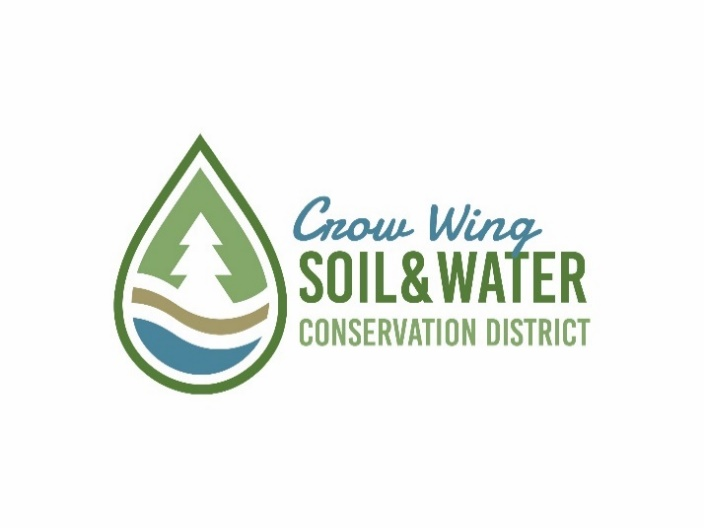 Crow Wing
SOIL&WATER
CONSERVATION DISTRICT